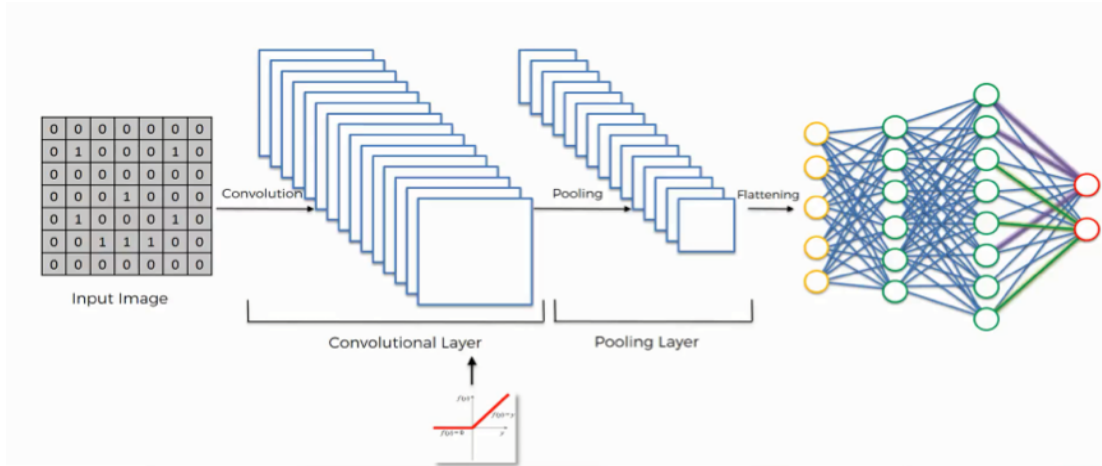 0 0 0 0 0 0 0
0 1 0 0 0 1 0
0 0 0 0 0 0 0
0 0 0 1 0 0 0
0 1 0 0 0 1 0
0 0 1 1 1 0 0
0 0 0 0 0 0 0
Input Image
Convolution
Pooling
Flattening
Convolutional Layer
Pooling Layer
f(y)
f(y)=y
f(y)=0
y